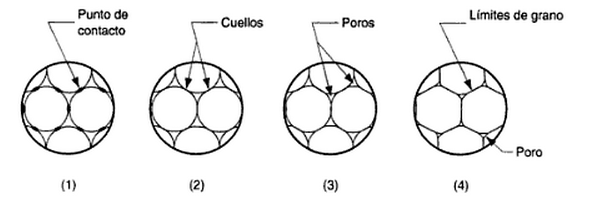 Punto de
contacto
Cuellos
Poros
Límites de grano
Poro
(1)
(2)
(3)
(4)